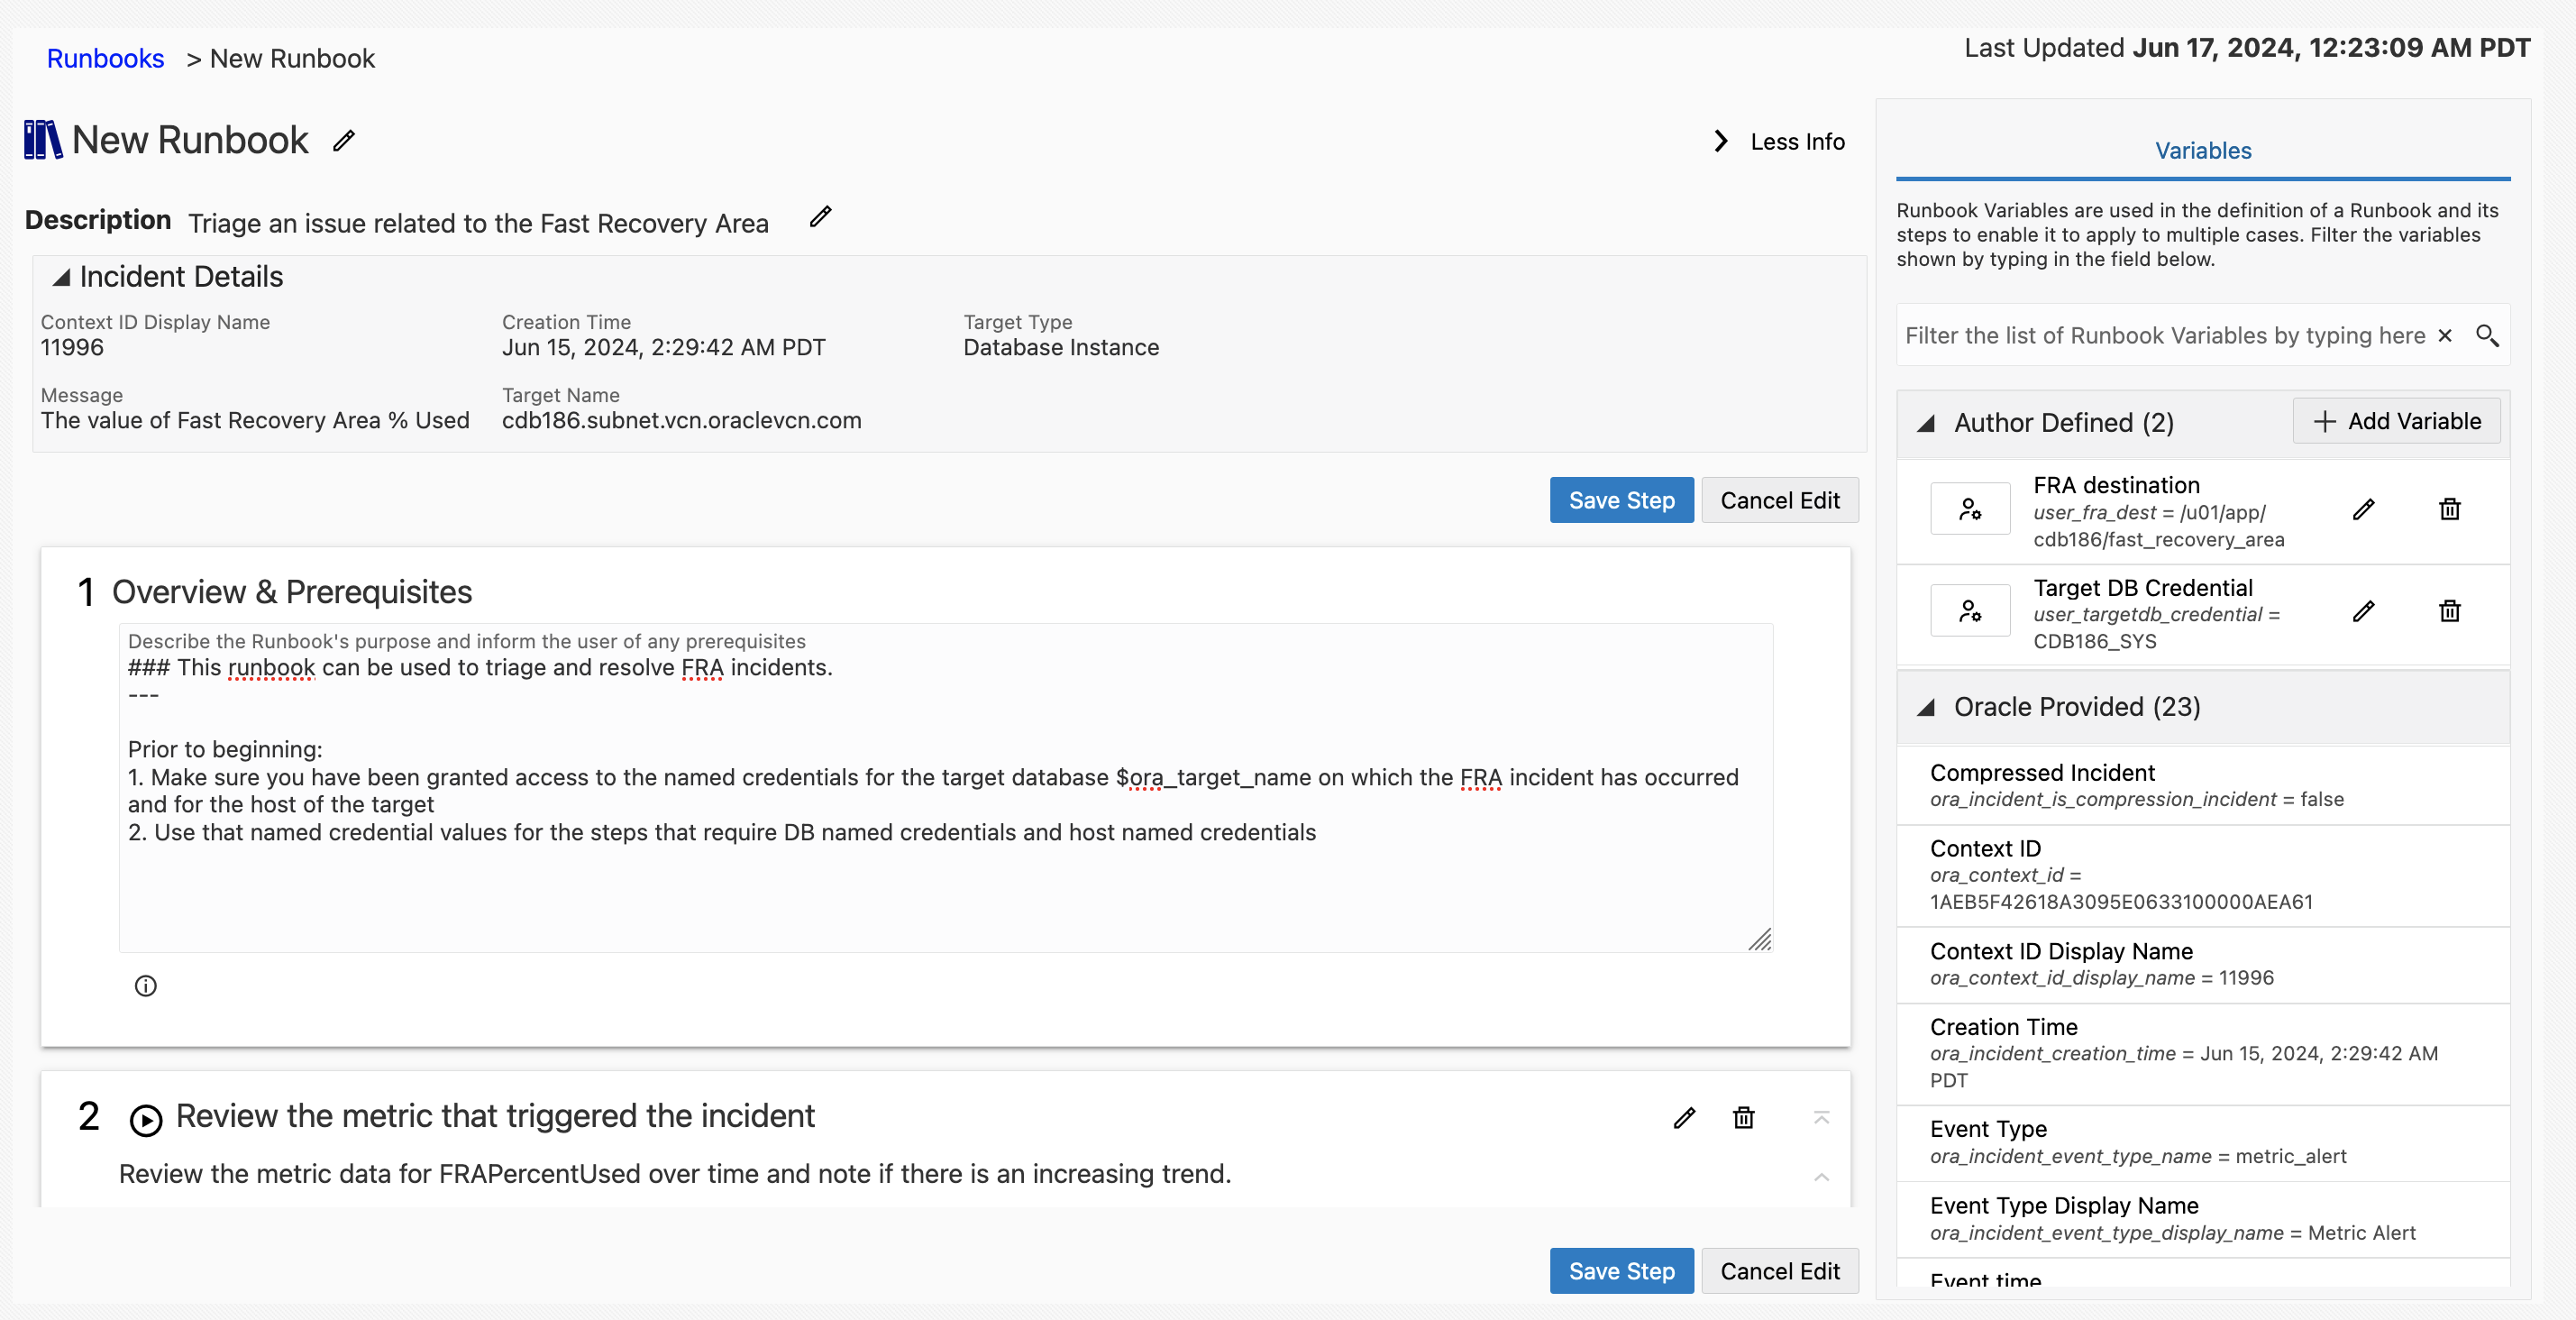 Runbooks > New Runbook
Last Updated Jun 17, 2024, 12:23:09 AM PDT
New Runbook
Less Info
Description Triage an issue related to the Fast Recovery Area
Incident Details
Context ID Display Name
11996
Creation Time
Jun 15, 2024, 2:29:42 AM PDT
Target Type
Database Instance
Message
The value of Fast Recovery Area % Used
Target Name
cdb186.subnet.vcn.oraclevcn.com
Save Step Cancel Edit
1 Overview & Prerequisites
Describe the Runbook's purpose and inform the user of any prerequisites
### This runbook can be used to triage and resolve FRA incidents.
---
Prior to beginning:
1. Make sure you have been granted access to the named credentials for the target database $ora_target_name on which the FRA incident has occurred
and for the host of the target
2. Use that named credential values for the steps that require DB named credentials and host named credentials
2 Review the metric that triggered the incident
Review the metric data for FRAPercentUsed over time and note if there is an increasing trend.
Save Step Cancel Edit
Variables
Runbook Variables are used in the definition of a Runbook and its
steps to enable it to apply to multiple cases. Filter the variables
shown by typing in the field below.
Filter the list of Runbook Variables by typing here
Author Defined (2)
Add Variable
FRA destination
user_fra_dest = /u01/app/
cdb186/fast_recovery_area
Target DB Credential
user_targetdb_credential =
CDB186_SYS
Oracle Provided (23)
Compressed Incident
ora_incident_is_compression_incident = false
Context ID
ora_context_id =
1AEB5F42618A3095E0633100000AEA61
Context ID Display Name
ora_context_id_display_name = 11996
Creation Time
ora_incident_creation_time = Jun 15, 2024, 2:29:42 AM
PDT
Event Type
ora_incident_event_type_name = metric_alert
Event Type Display Name
ora_incident_event_type_display_name = Metric Alert
Event time